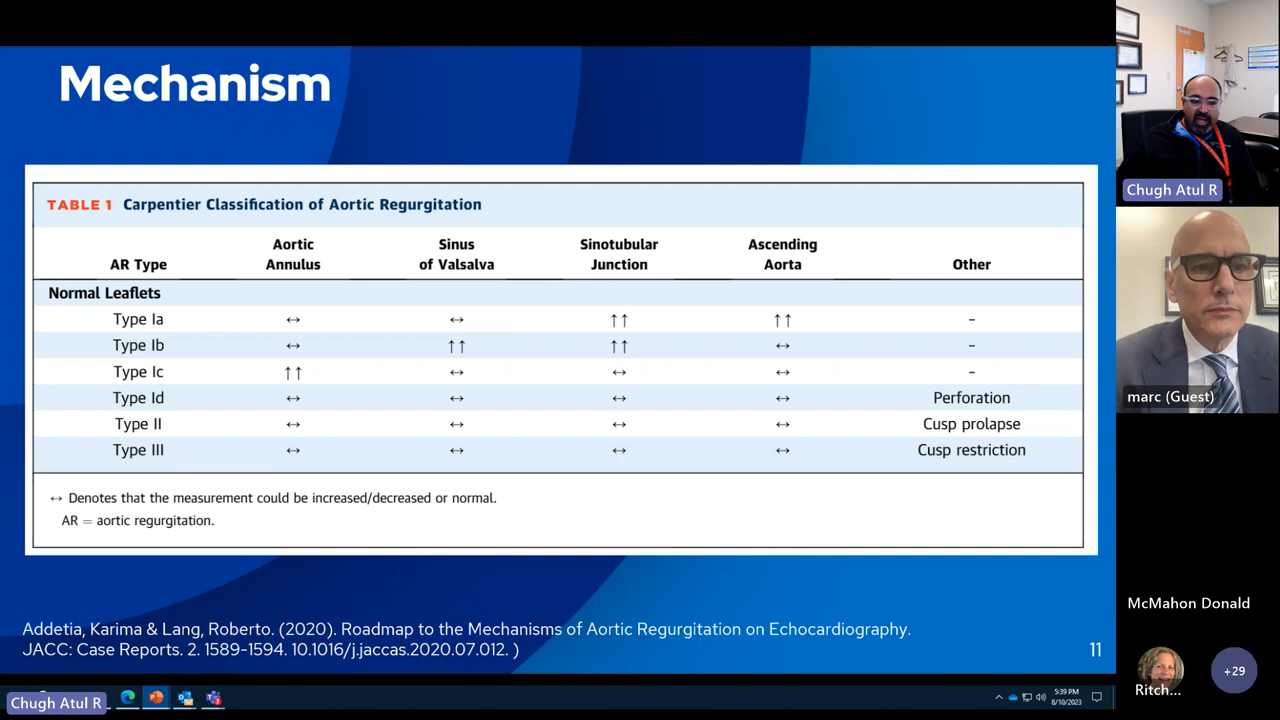 Mechanism
TABLE 1 Carpentier Classification of Aortic Regurgitation
AR Type Aortic Annulus Sinus of Valsalva Sinotubular Junction Ascending Aorta Other
Normal Leaflets
Type Ia ↔ ↔ ↑↑ ↑↑ –
Type Ib ↔ ↑↑ ↑↑ ↔ –
Type Ic ↑↑ ↔ ↔ ↔ –
Type Id ↔ ↔ ↔ ↔ Perforation
Type II ↔ ↔ ↔ ↔ Cusp prolapse
Type III ↔ ↔ ↔ ↔ Cusp restriction
↔ Denotes that the measurement could be increased/decreased or normal.
AR = aortic regurgitation.
Addetia, Karima & Lang, Roberto. (2020). Roadmap to the Mechanisms of Aortic Regurgitation on Echocardiography.
JACC: Case Reports. 2. 1589-1594. 10.1016/j.jaccas.2020.07.012. )
11
Chugh Atul R
marc (Guest)
McMahon Donald
Ritch...
+29
Chugh Atul R
5:39 PM
8/10/2023